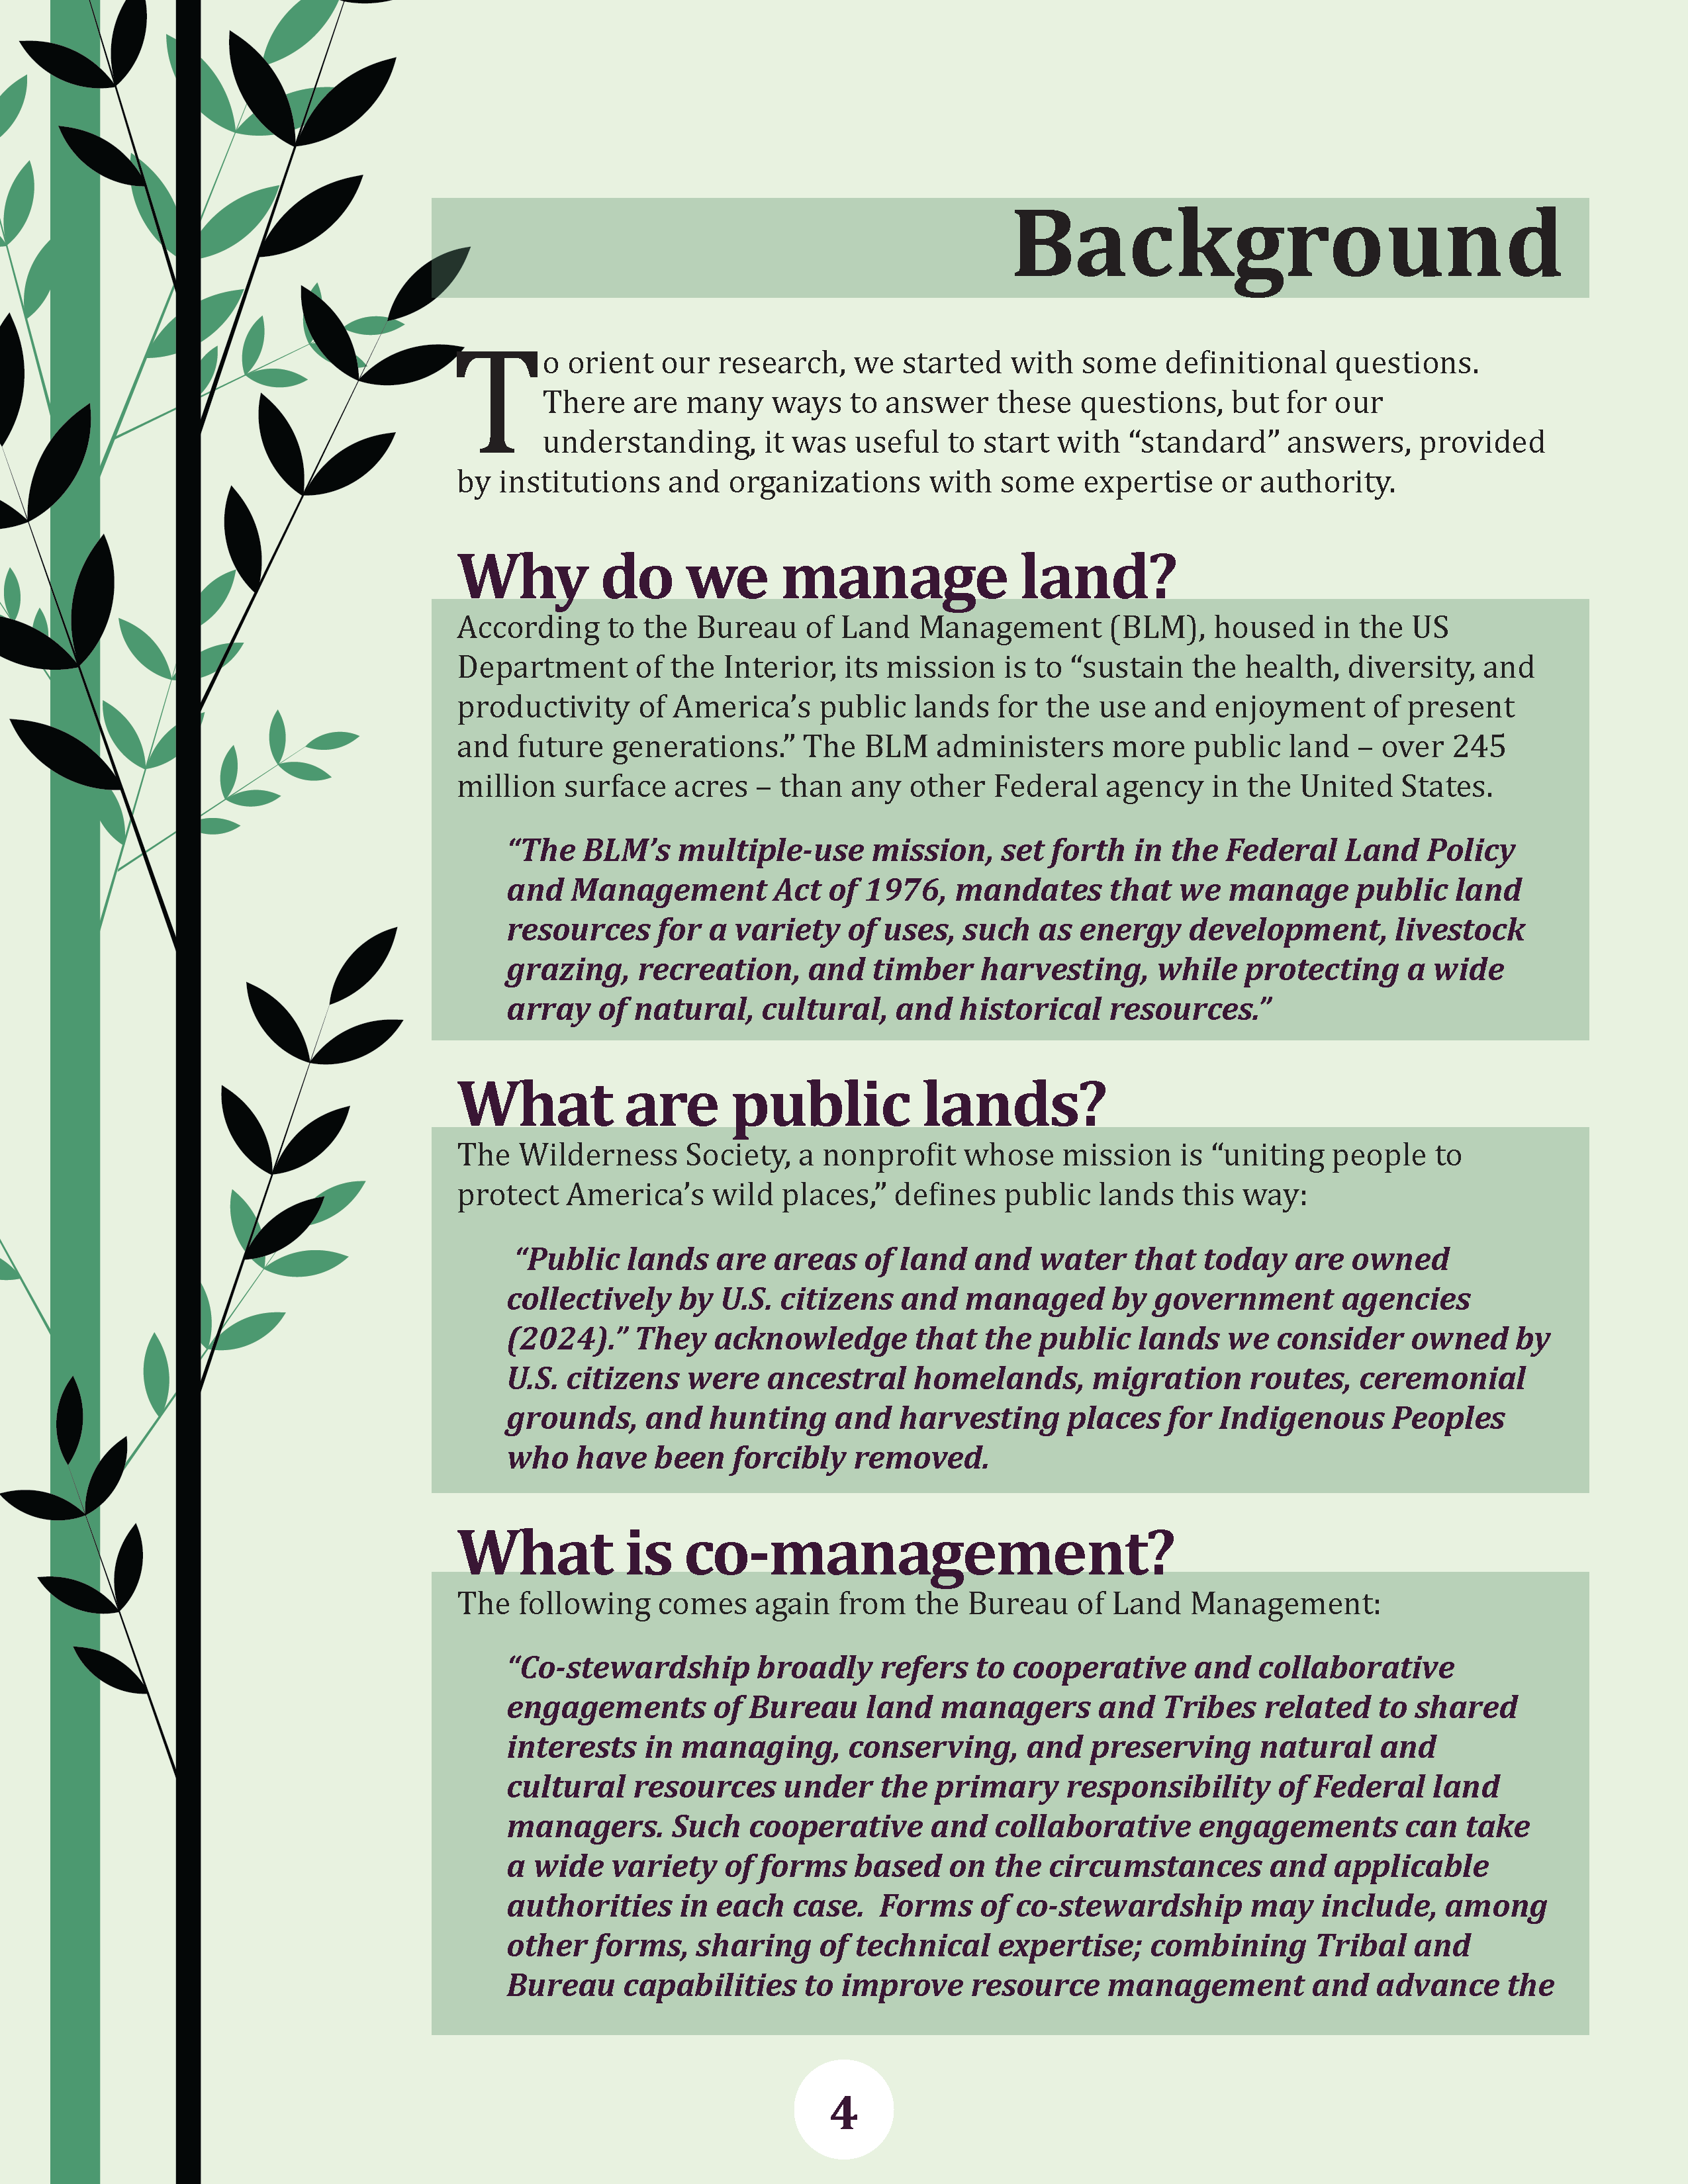 Background
To orient our research, we started with some definitional questions.
There are many ways to answer these questions, but for our
understanding, it was useful to start with “standard” answers, provided
by institutions and organizations with some expertise or authority.
Why do we manage land?
According to the Bureau of Land Management (BLM), housed in the US
Department of the Interior, its mission is to “sustain the health, diversity, and
productivity of America’s public lands for the use and enjoyment of present
and future generations.” The BLM administers more public land – over 245
million surface acres – than any other Federal agency in the United States.
“The BLM’s multiple-use mission, set forth in the Federal Land Policy
and Management Act of 1976, mandates that we manage public land
resources for a variety of uses, such as energy development, livestock
grazing, recreation, and timber harvesting, while protecting a wide
array of natural, cultural, and historical resources.”
What are public lands?
The Wilderness Society, a nonprofit whose mission is “uniting people to
protect America’s wild places,” defines public lands this way:
“Public lands are areas of land and water that today are owned
collectively by U.S. citizens and managed by government agencies
(2024).” They acknowledge that the public lands we consider owned by
U.S. citizens were ancestral homelands, migration routes, ceremonial
grounds, and hunting and harvesting places for Indigenous Peoples
who have been forcibly removed.
What is co-management?
The following comes again from the Bureau of Land Management:
“Co-stewardship broadly refers to cooperative and collaborative
engagements of Bureau land managers and Tribes related to shared
interests in managing, conserving, and preserving natural and
cultural resources under the primary responsibility of Federal land
managers. Such cooperative and collaborative engagements can take
a wide variety of forms based on the circumstances and applicable
authorities in each case.  Forms of co-stewardship may include, among
other forms, sharing of technical expertise; combining Tribal and
Bureau capabilities to improve resource management and advance the
4